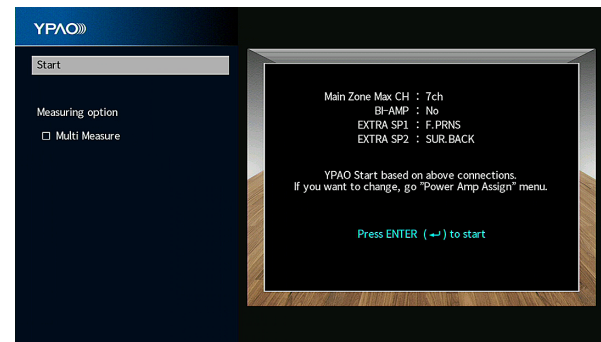 YPAO
Start
Measuring option
Multi Measure
Main Zone Max CH : 7ch
BI-AMP : No
EXTRA SP1 : F.PRNS
EXTRA SP2 : SUR.BACK
YPAO Start based on above connections.
If you want to change, go "Power Amp Assign" menu.
Press ENTER (↵) to start